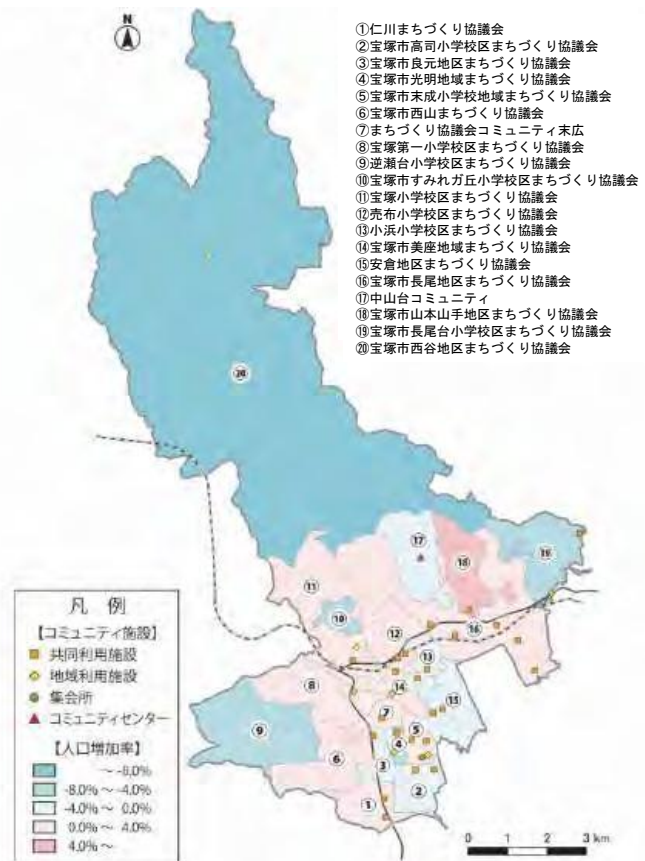 N
①仁川まちづくり協議会
②宝塚市高司小学校区まちづくり協議会
③宝塚市良元地区まちづくり協議会
④宝塚市光明地域まちづくり協議会
⑤宝塚市末成小学校地域まちづくり協議会
⑥宝塚市西山まちづくり協議会
⑦まちづくり協議会コミュニティ末広
⑧宝塚第一小学校区まちづくり協議会
⑨逆瀬台小学校区まちづくり協議会
⑩宝塚市すみれガ丘小学校区まちづくり協議会
⑪宝塚小学校区まちづくり協議会
⑫売布小学校区まちづくり協議会
⑬小浜小学校区まちづくり協議会
⑭宝塚市美座地域まちづくり協議会
⑮安倉地区まちづくり協議会
⑯宝塚市長尾地区まちづくり協議会
⑰中山台コミュニティ
⑱宝塚市山本山手地区まちづくり協議会
⑲宝塚市長尾台小学校区まちづくり協議会
⑳宝塚市西谷地区まちづくり協議会
⑳
⑰
⑱
⑲
⑪
⑩
⑫
⑯
⑬
⑧
⑭
⑮
⑦
⑨
⑤
④
⑥
③
②
①
凡 例
【コミュニティ施設】
共同利用施設
地域利用施設
集会所
コミュニティセンター
【人口増加率】
～ -8.0%
-8.0% ～ -4.0%
-4.0% ～ 0.0%
0.0% ～ 4.0%
4.0% ～
0 1 2 3 km